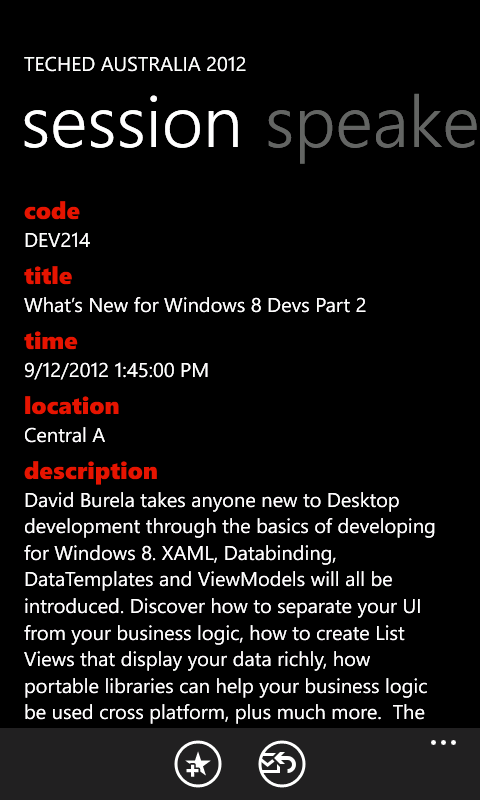 TECHED AUSTRALIA 2012
session speake
code
DEV214
title
What's New for Windows 8 Devs Part 2
time
9/12/2012 1:45:00 PM
location
Central A
description
David Burela takes anyone new to Desktop
development through the basics of developing
for Windows 8. XAML, Databinding,
DataTemplates and ViewModels will all be
introduced. Discover how to separate your UI
from your business logic, how to create List
Views that display your data richly, how
portable libraries can help your business logic
be used cross platform, plus much more.  The